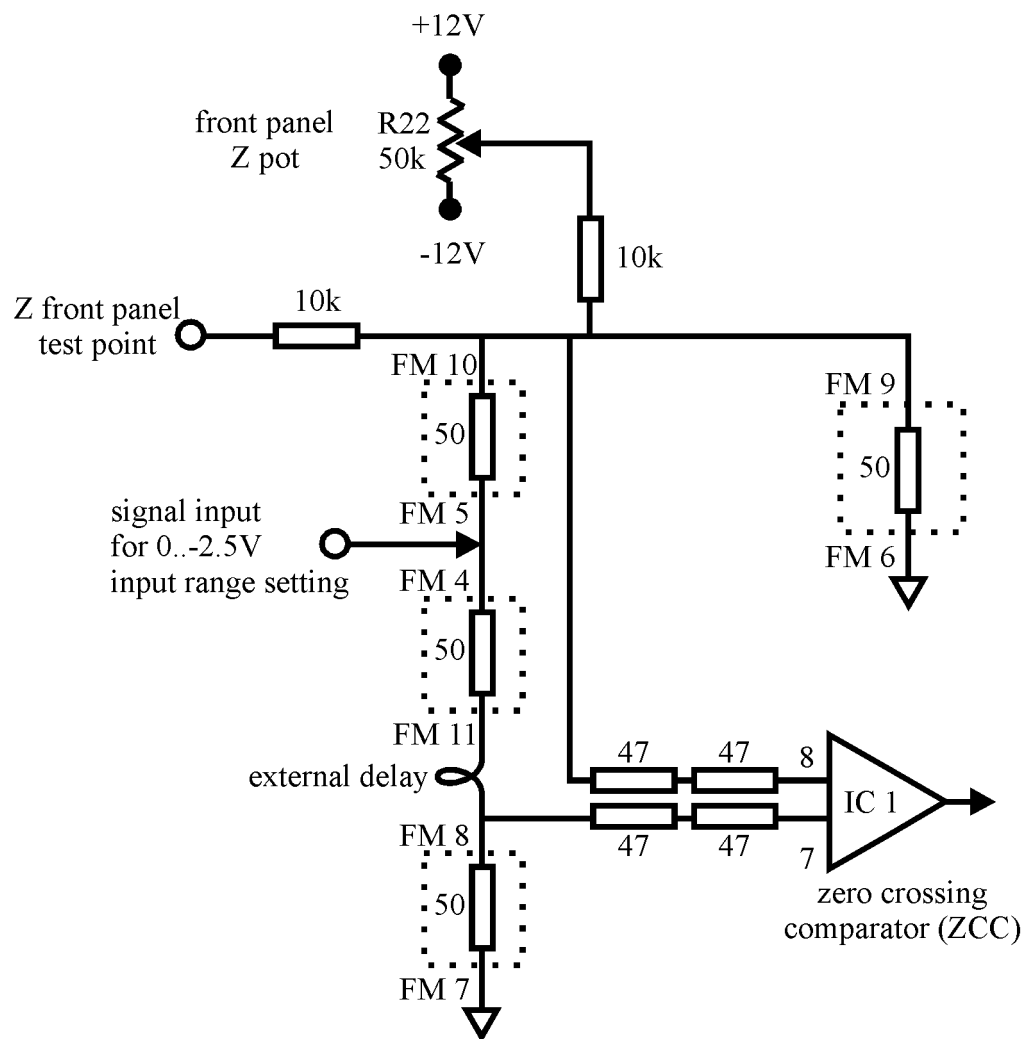 +12V
front panel
Z pot
R22
50k
-12V
10k
Z front panel
test point
10k
FM 10
50
FM 5
FM 9
50
FM 6
signal input
for 0..-2.5V
input range setting
FM 4
50
FM 11
external delay
47 47
8
IC 1
47 47
7
FM 8
50
FM 7
zero crossing
comparator (ZCC)